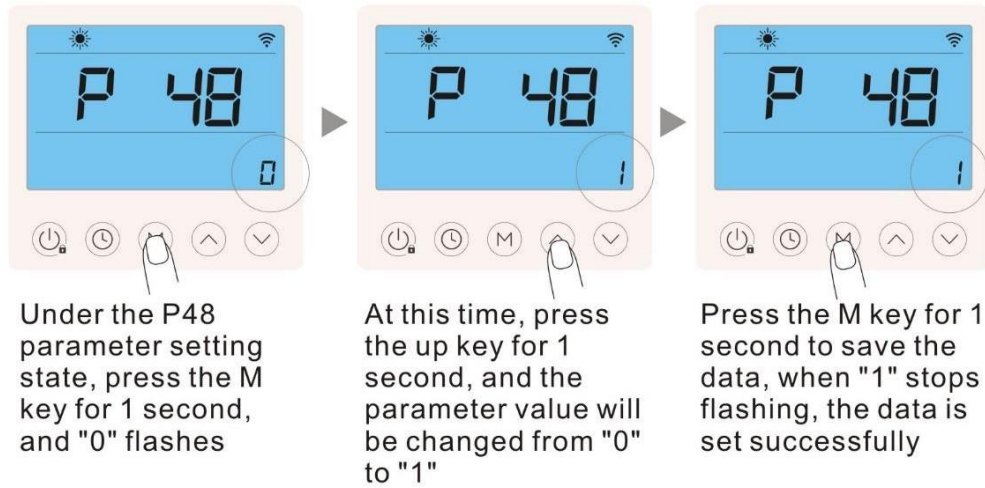 P 48
0
M
Under the P48
parameter setting
state, press the M
key for 1 second,
and "0" flashes
P 48
1
M
At this time, press
the up key for 1
second, and the
parameter value will
be changed from "0"
to "1"
P 48
1
M
Press the M key for 1
second to save the
data, when "1" stops
flashing, the data is
set successfully